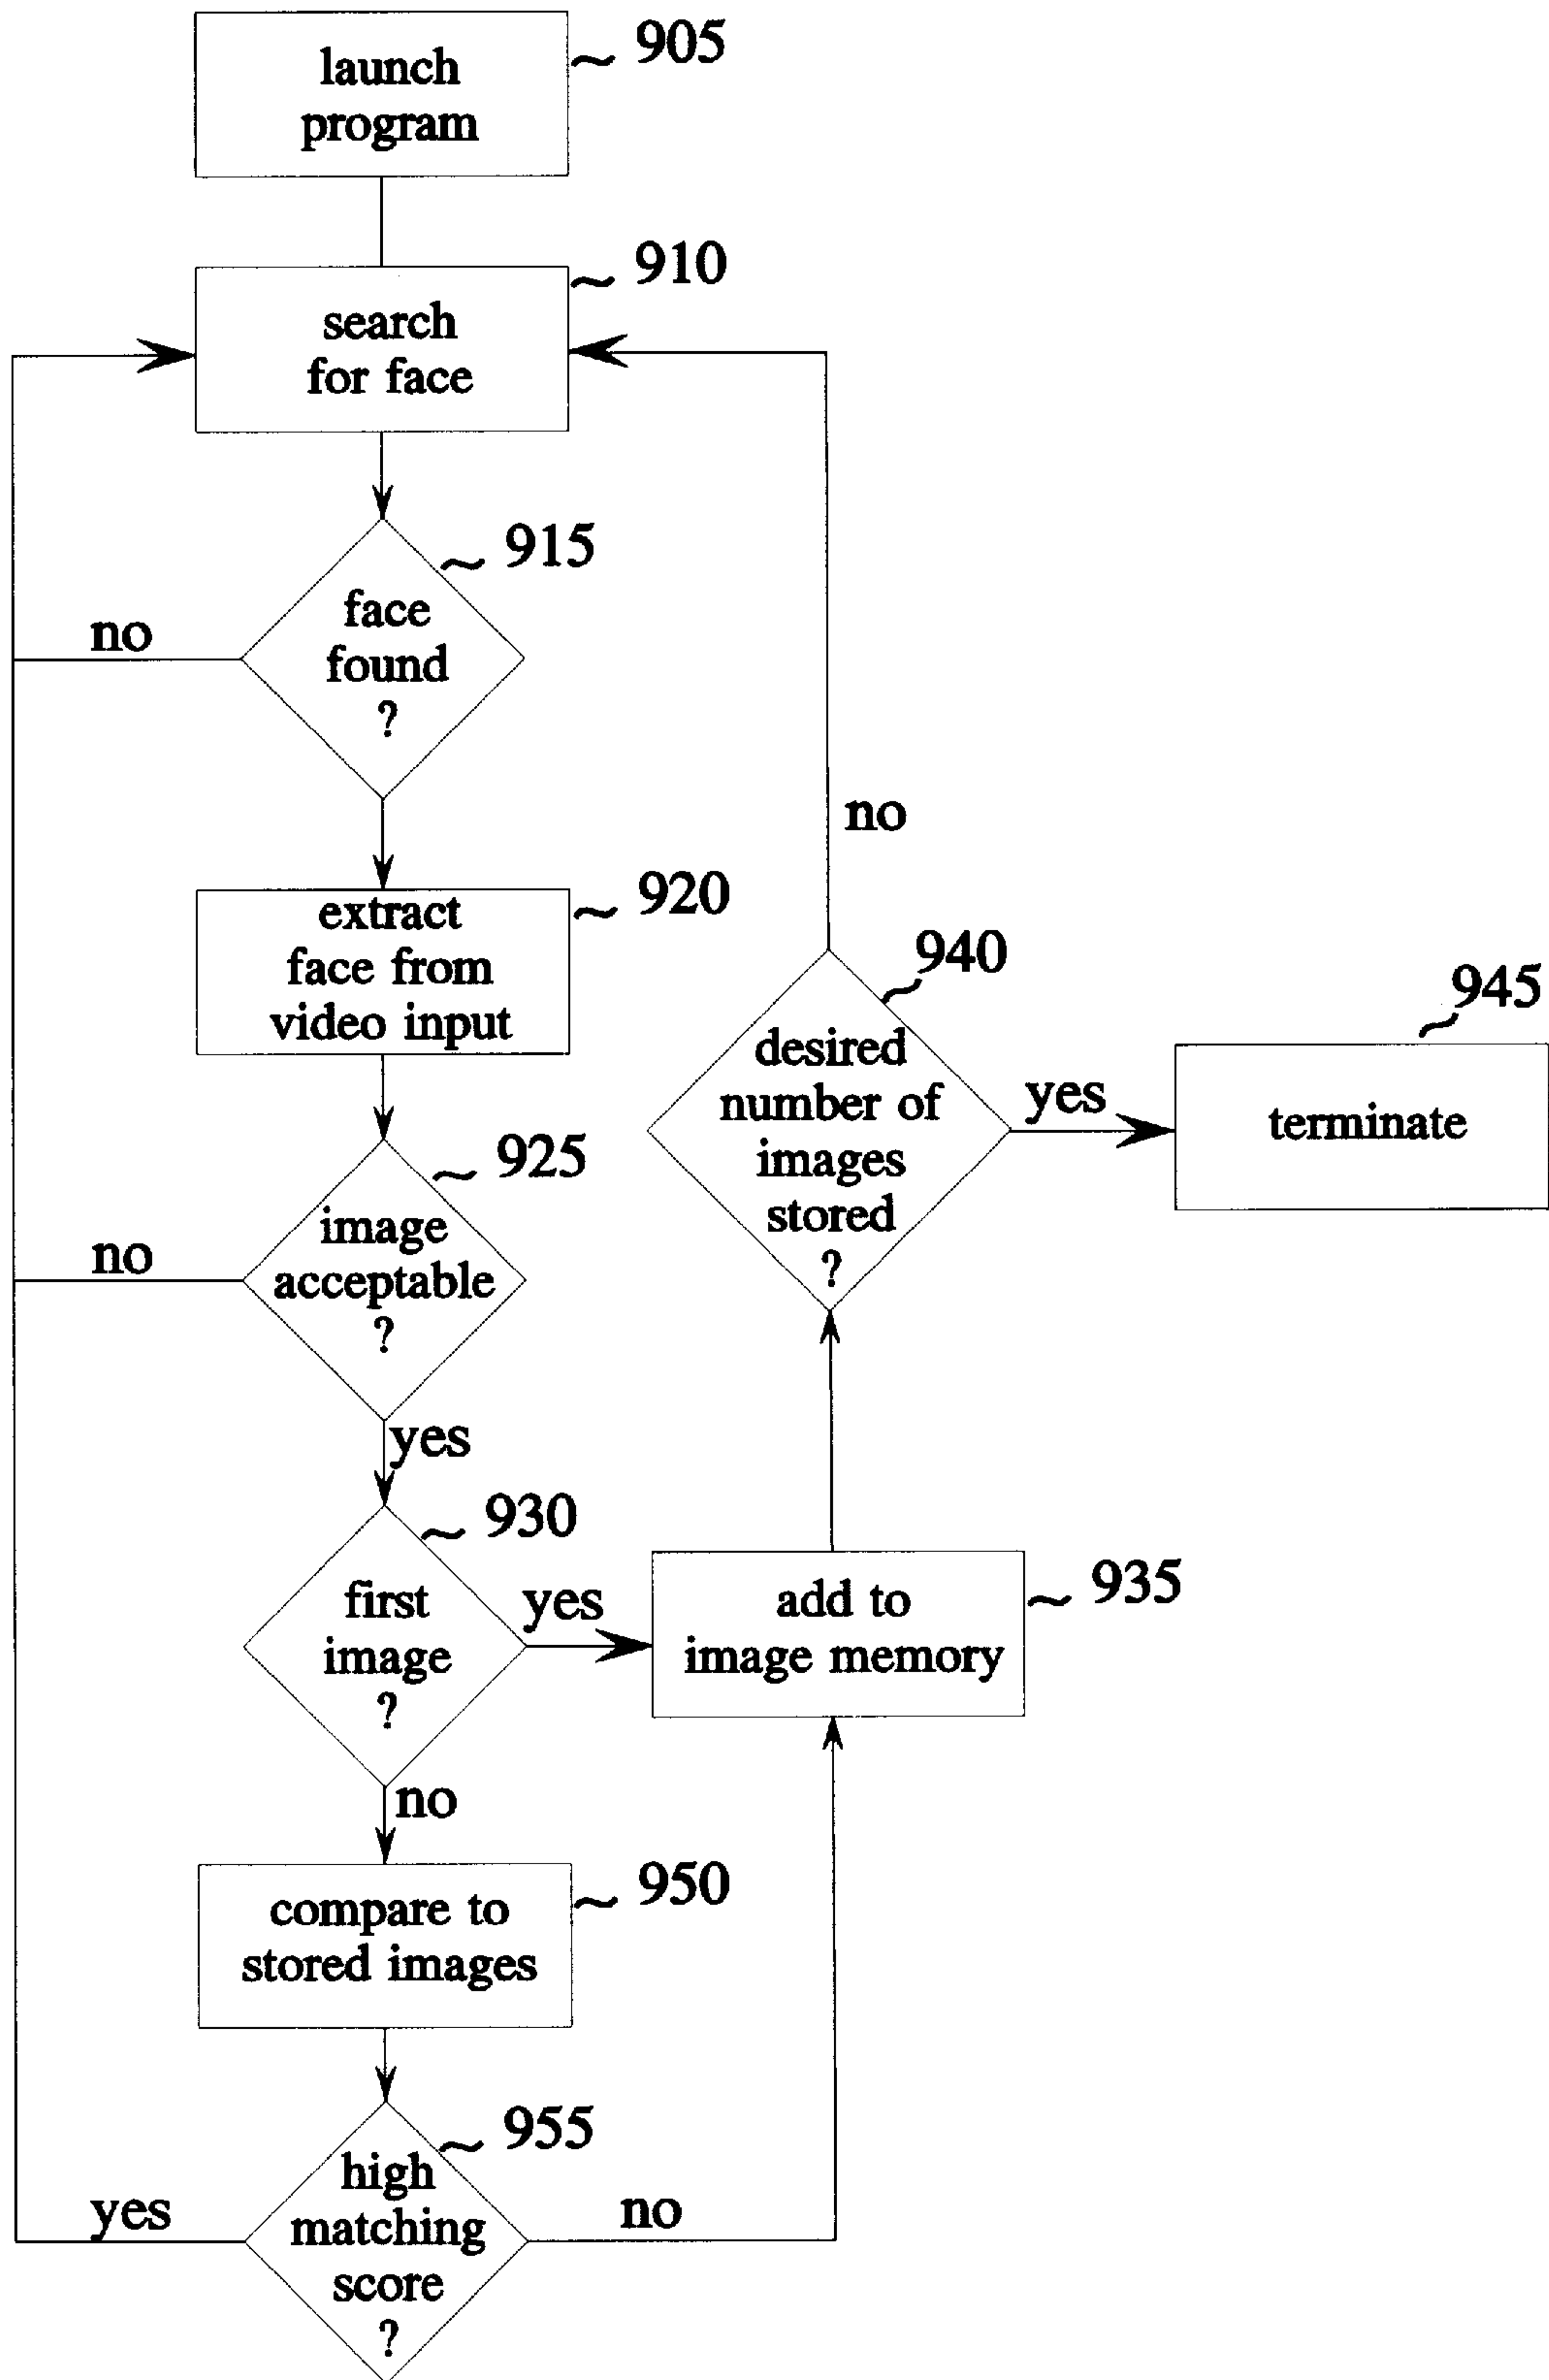 905
launch
program
910
search
for face
915
face
found
?
no
920
extract
face from
video input
925
image
acceptable
?
no
yes
930
first
image
?
yes
no
935
add to
image memory
940
desired
number of
images
stored
?
no
yes
945
terminate
950
compare to
stored images
955
high
matching
score
?
yes
no